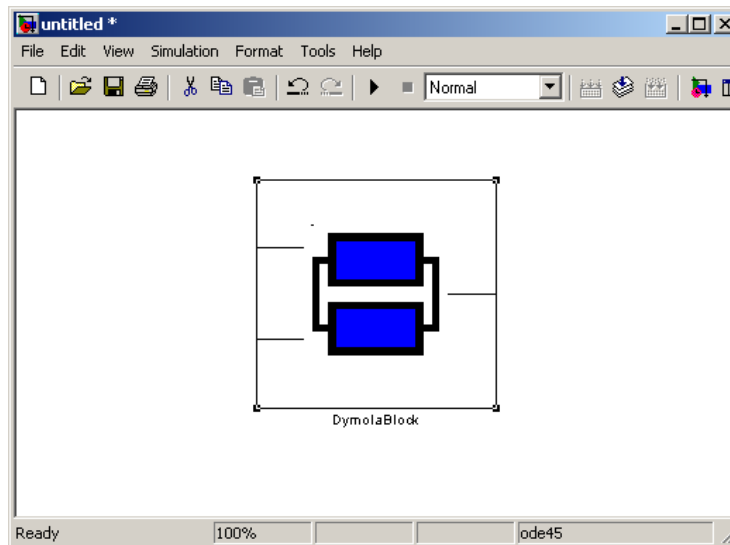 untitled *
File Edit View Simulation Format Tools Help
Normal
DymolaBlock
Ready 100% ode45